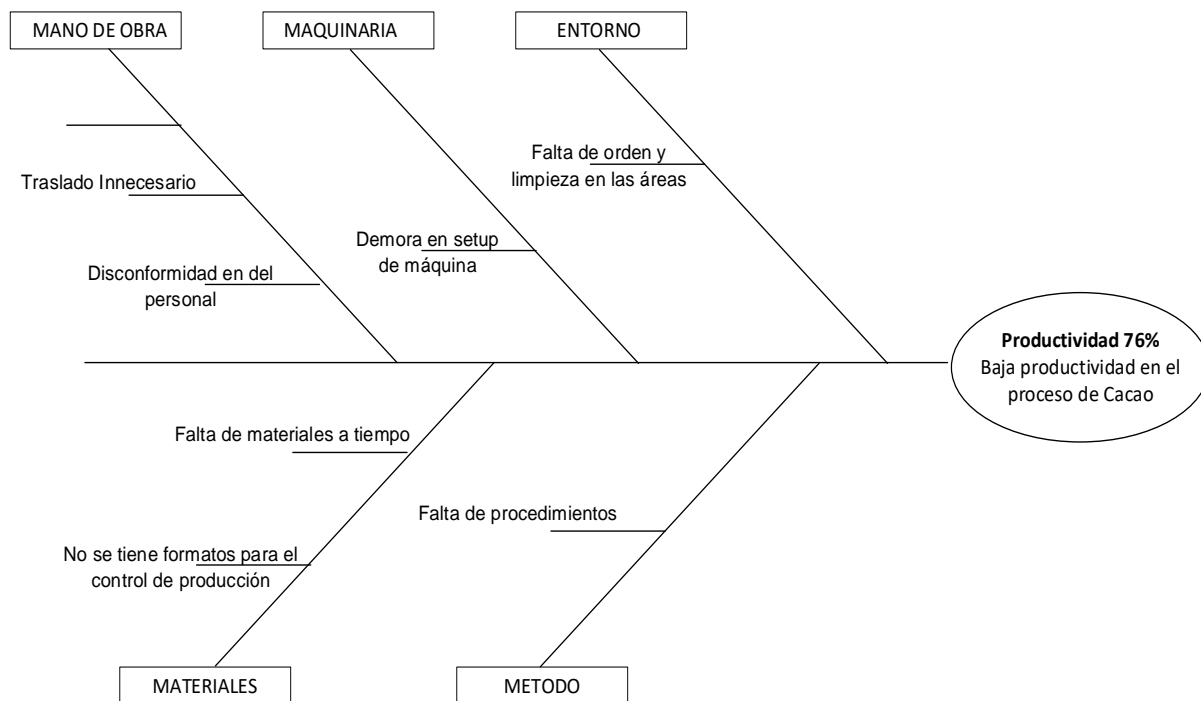 MANO DE OBRA
MAQUINARIA
ENTORNO
Traslado Innecesario
Disconformidad en del
personal
Demora en setup
de máquina
Falta de orden y
limpieza en las áreas
Productividad 76%
Baja productividad en el
proceso de Cacao
Falta de materiales a tiempo
No se tiene formatos para el
control de producción
Falta de procedimientos
MATERIALES
METODO